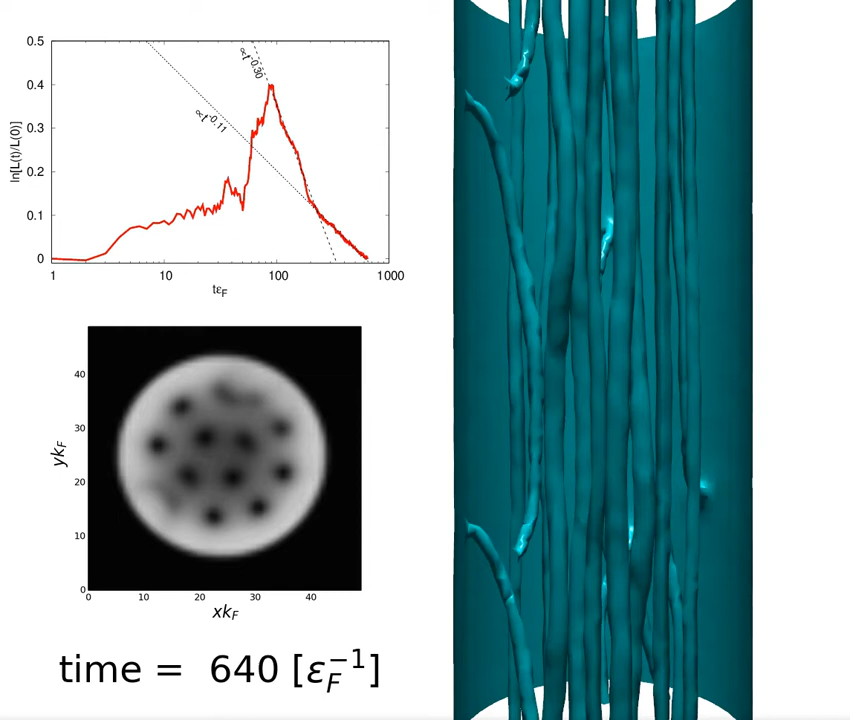 0.5
0.4
0.3
0.2
0.1
0
ln[L(t)/L(0)]
∝t^-0.30
∝t^-0.11
1 10 100 1000
tε_F
40
30
20
10
0
yk_F
0 10 20 30 40
xk_F
time = 640 [ε_F^-1]